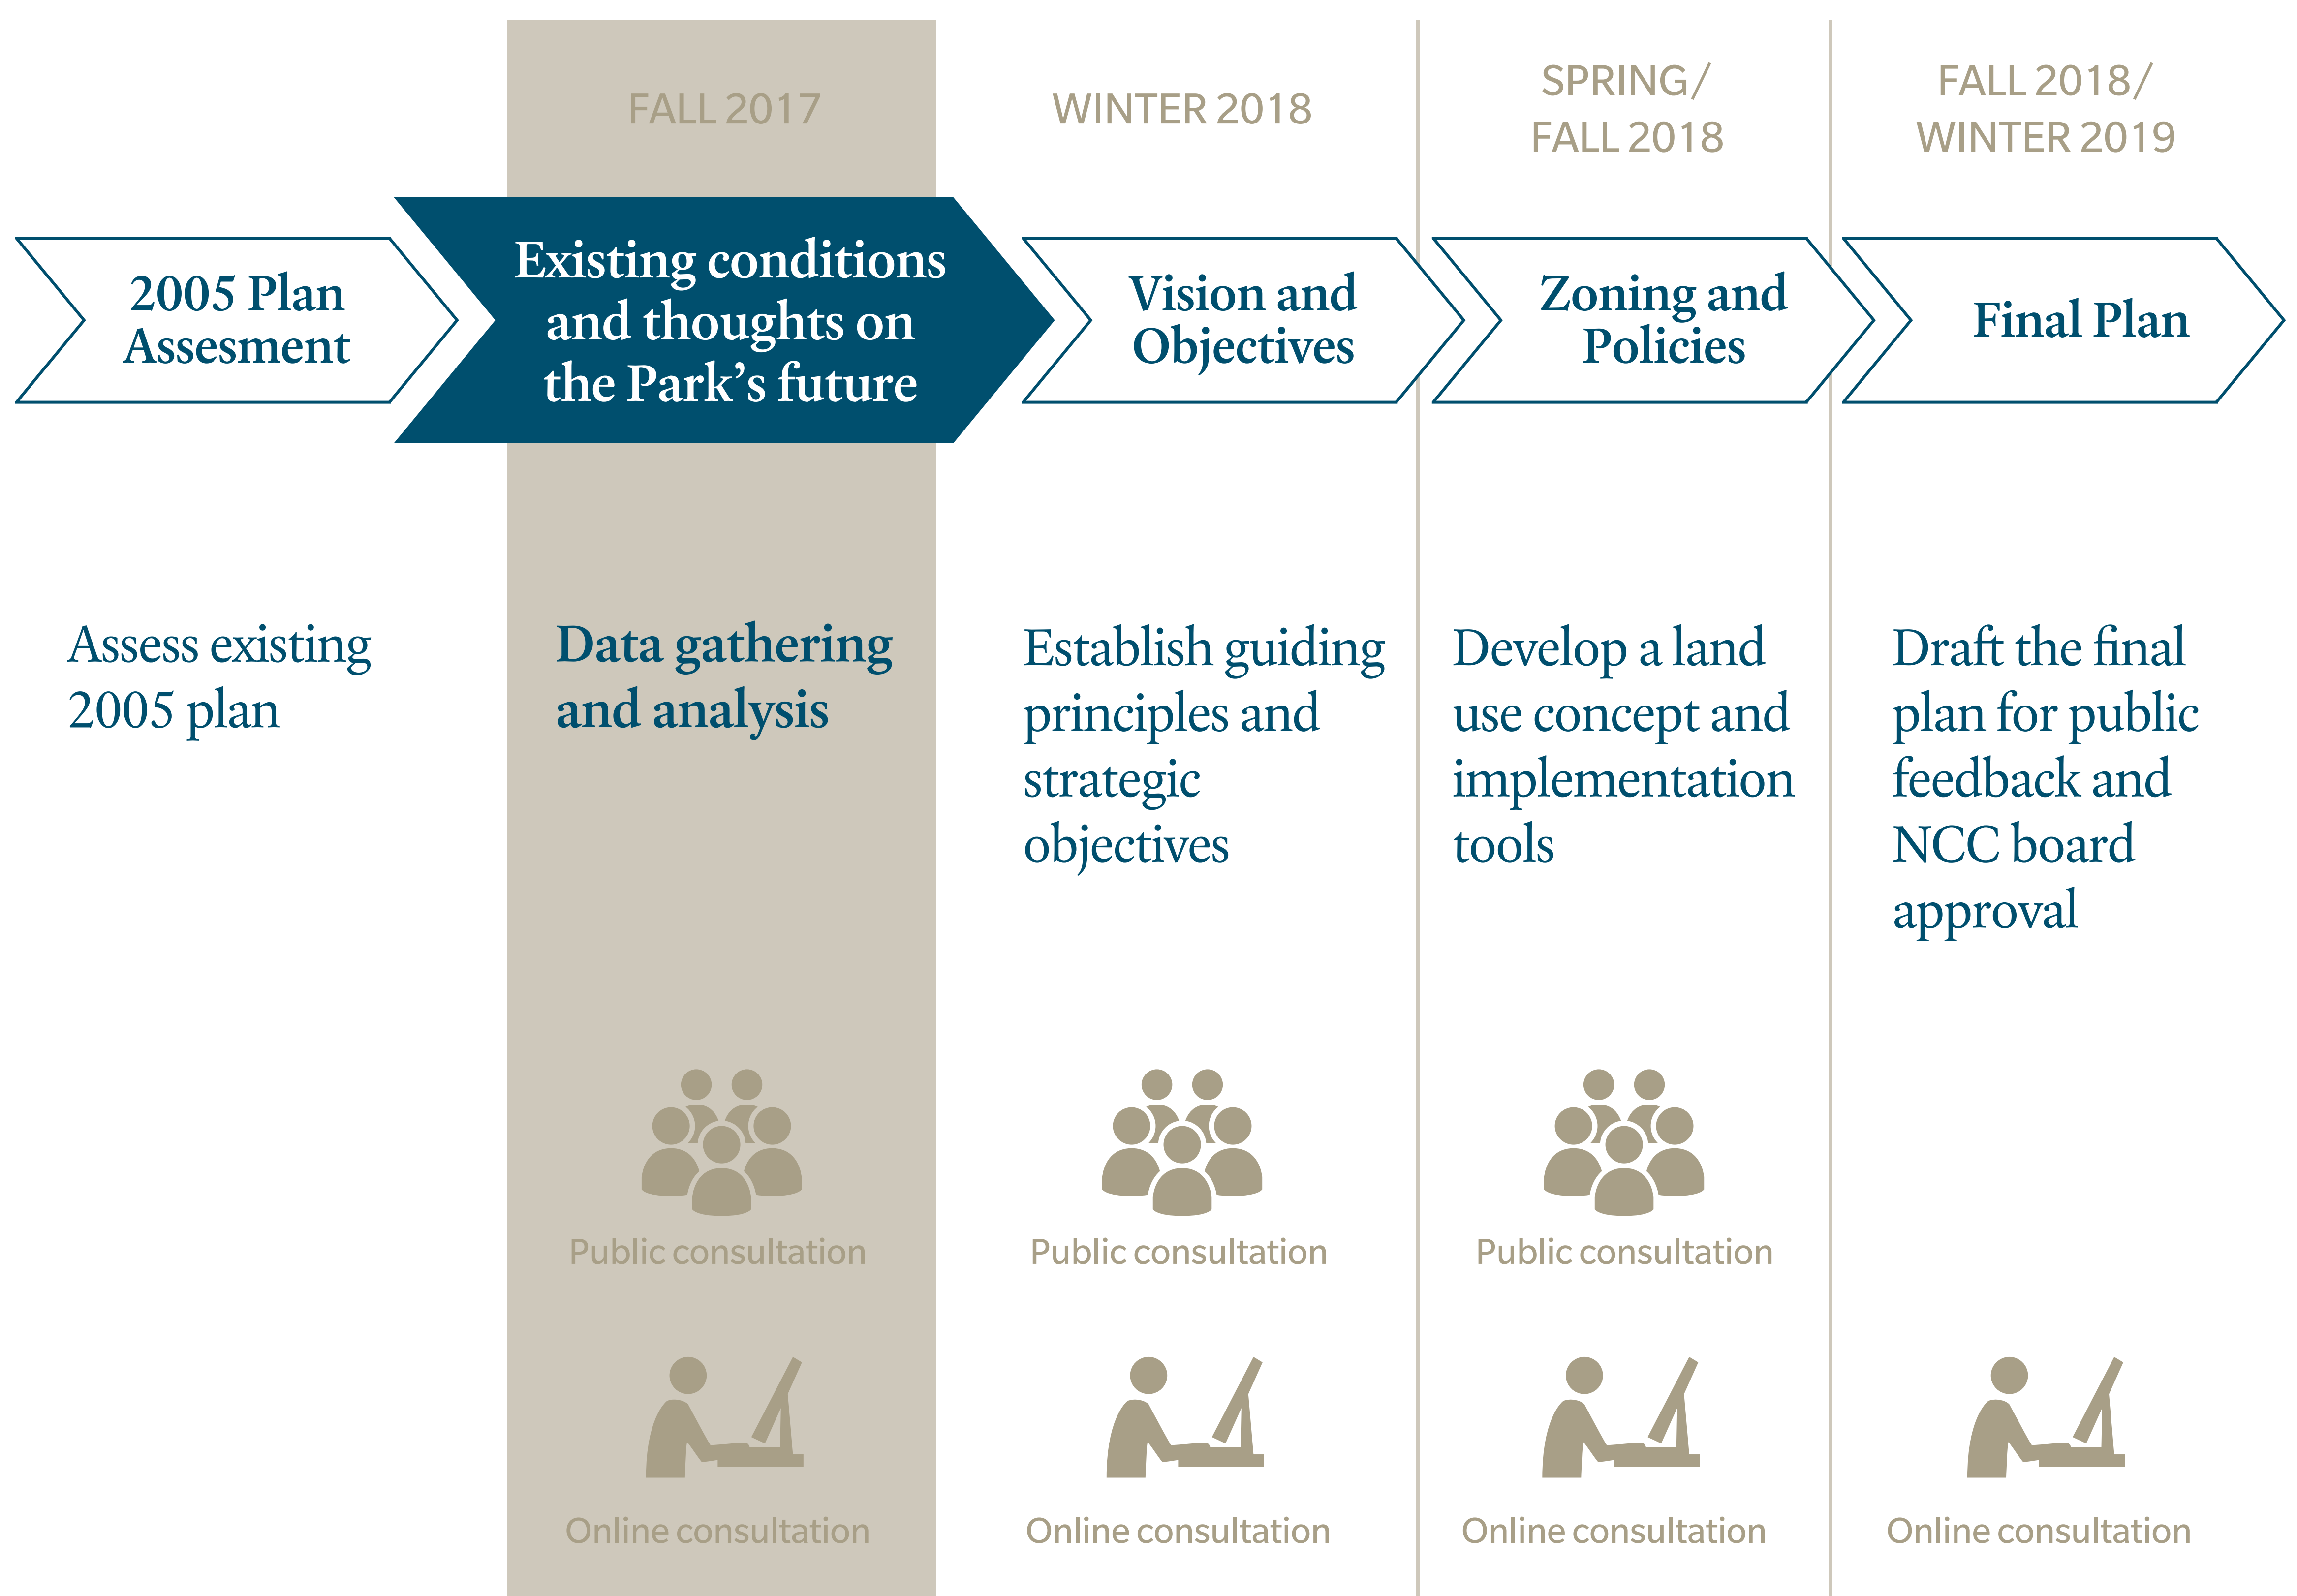 FALL 2017
WINTER 2018
SPRING/
FALL 2018
FALL 2018/
WINTER 2019
2005 Plan
Assesment
Existing conditions
and thoughts on
the Park’s future
Vision and
Objectives
Zoning and
Policies
Final Plan
Assess existing
2005 plan
Data gathering
and analysis
Establish guiding
principles and
strategic
objectives
Develop a land
use concept and
implementation
tools
Draft the final
plan for public
feedback and
NCC board
approval
Public consultation
Public consultation
Public consultation
Online consultation
Online consultation
Online consultation
Online consultation